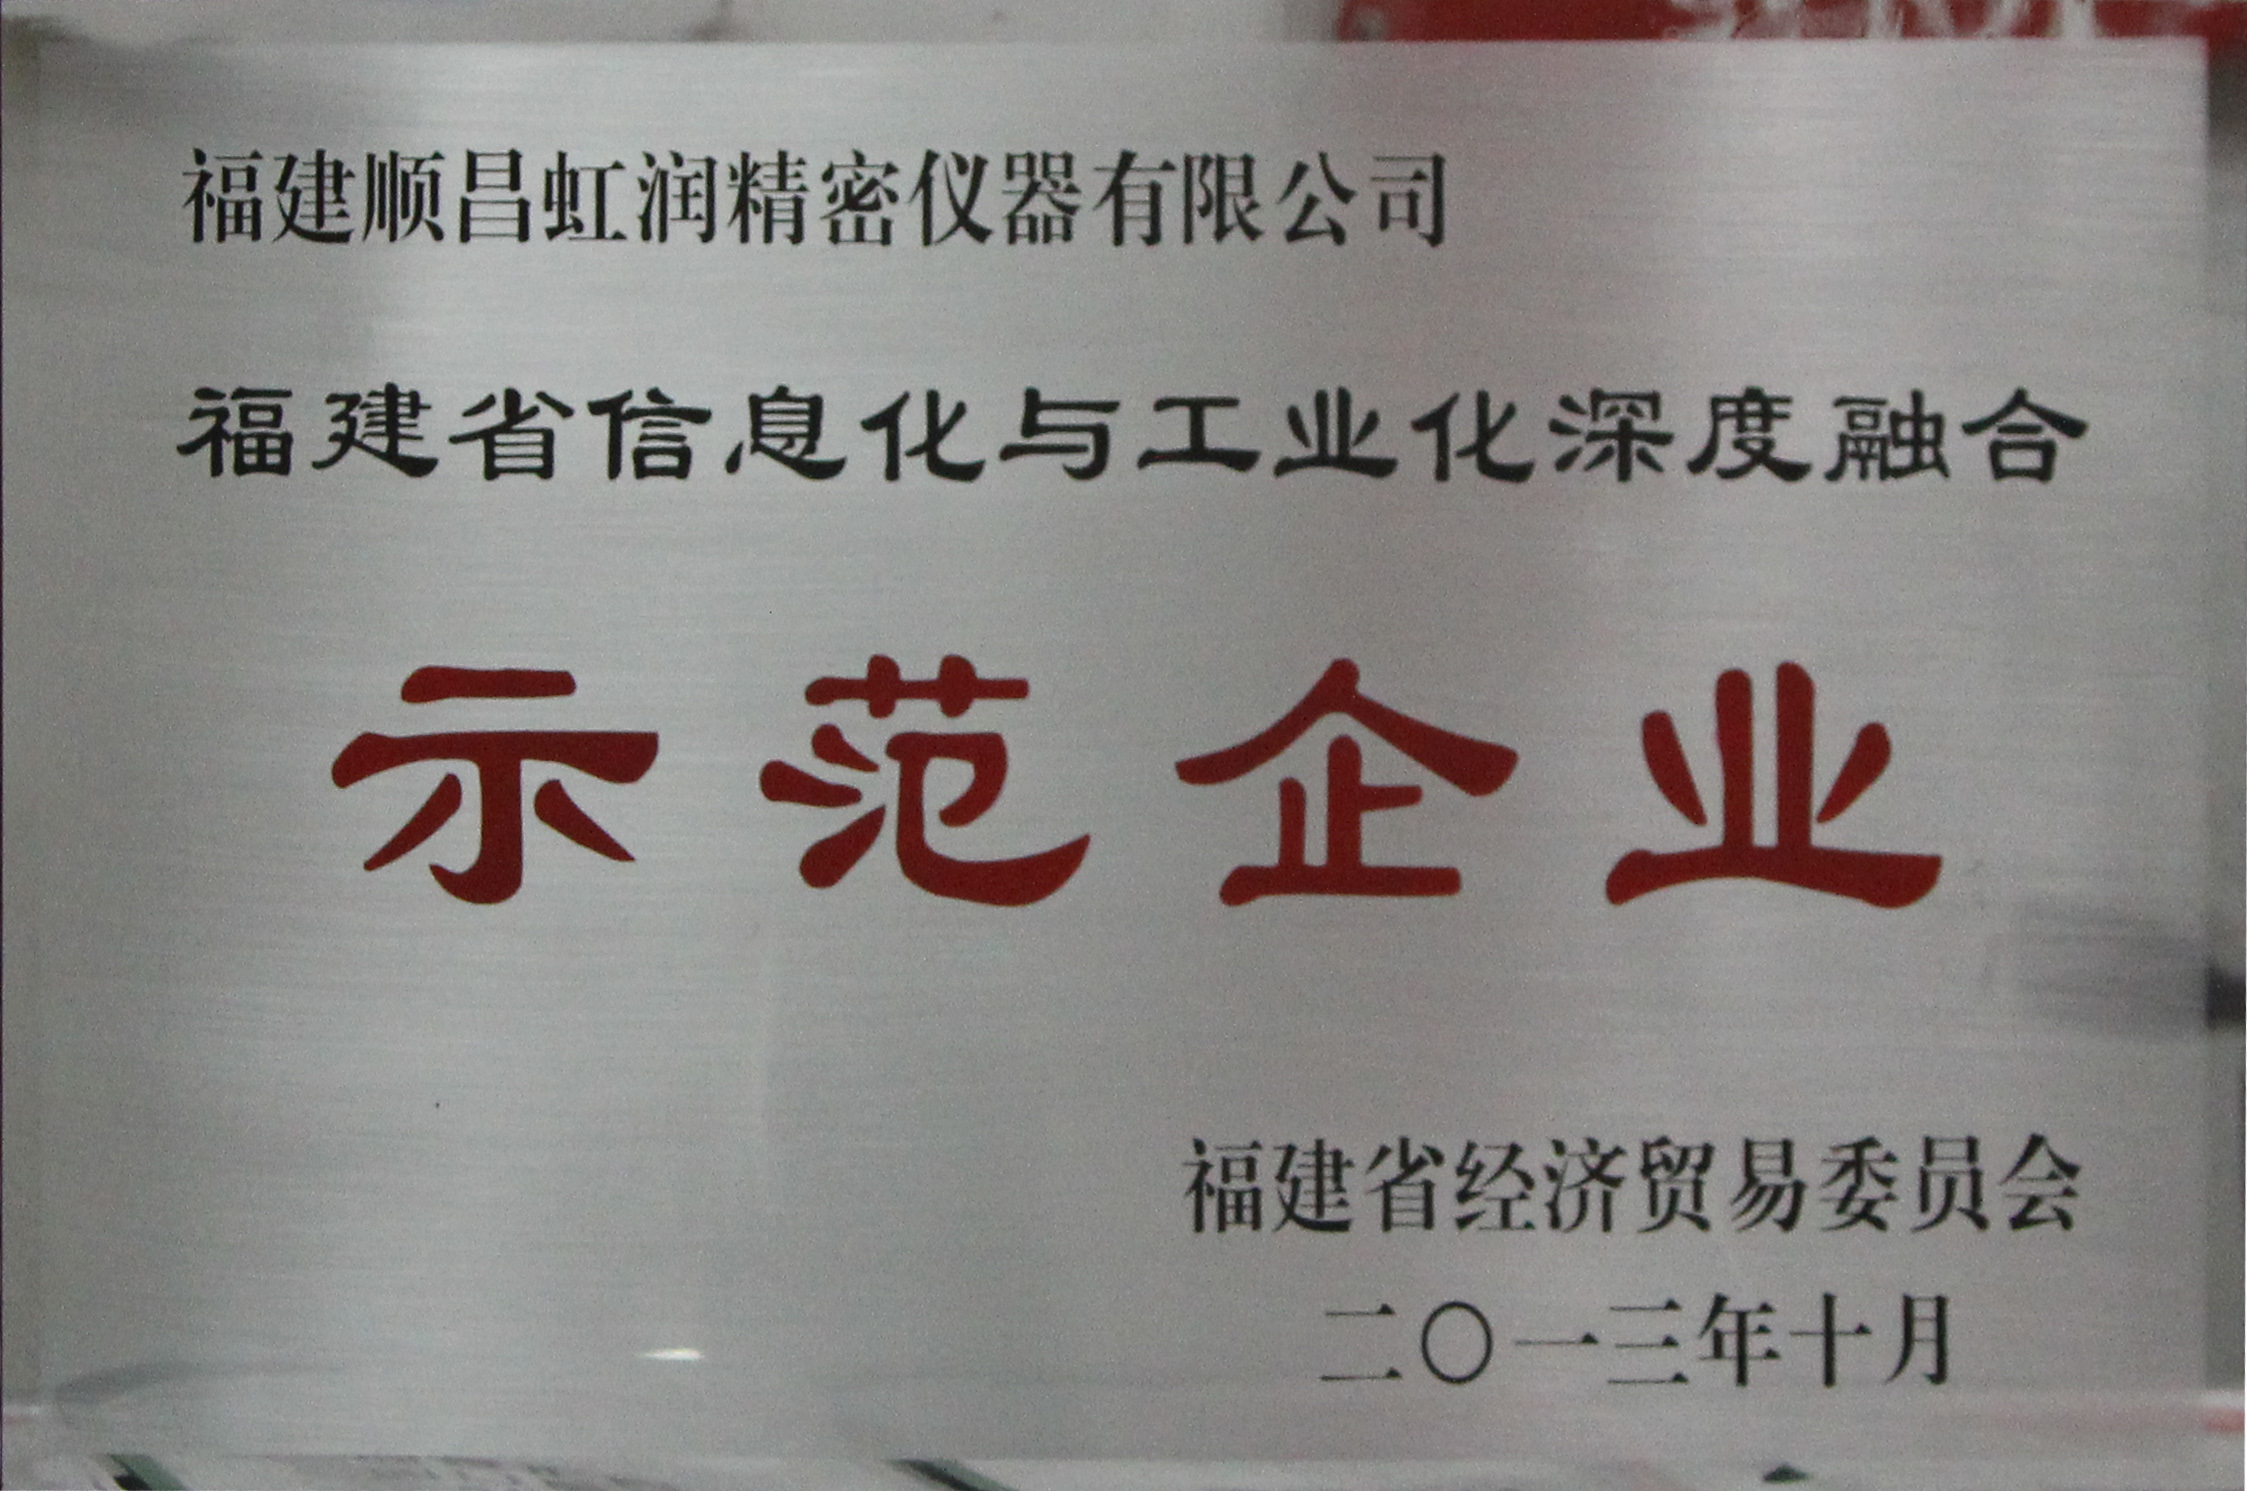 福建顺昌虹润精密仪器有限公司
福建省信息化与工业化深度融合
示范企业
福建省经济贸易委员会
二〇一三年十月